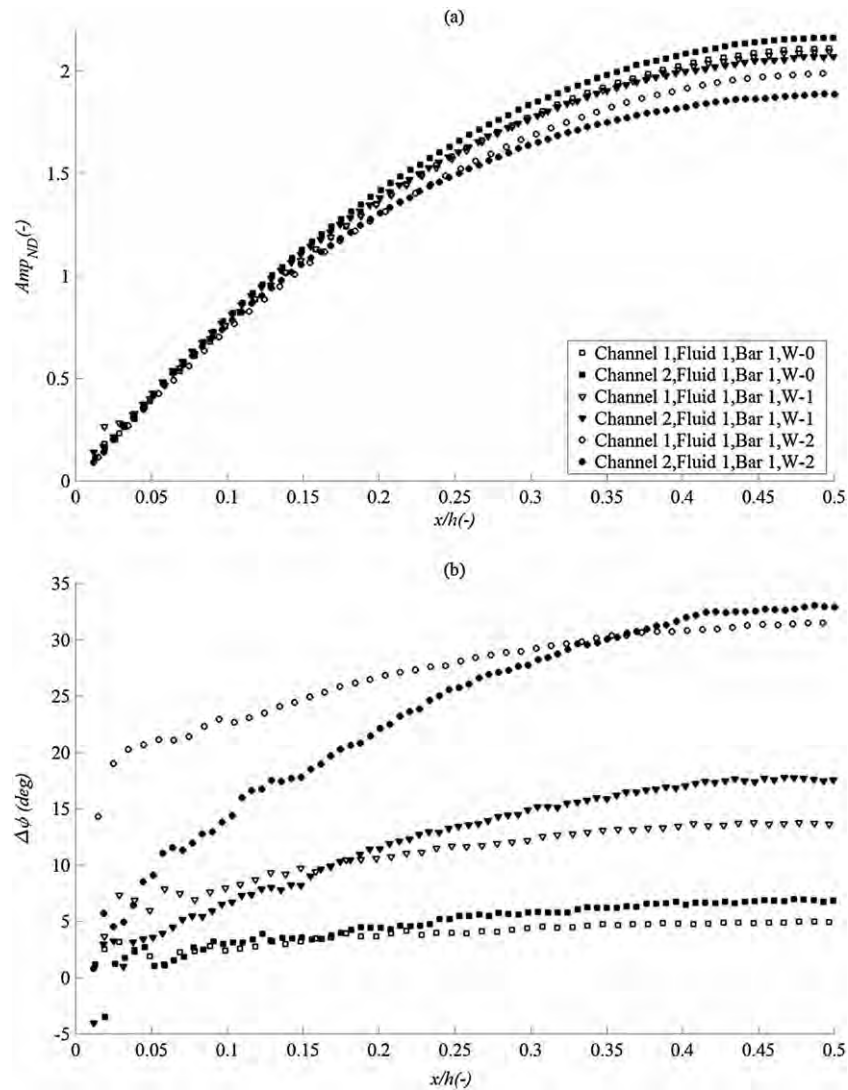 (a)
2
1.5
1
0.5
0
Amp_ND(-)
Channel 1,Fluid 1,Bar 1,W-0
Channel 2,Fluid 1,Bar 1,W-0
Channel 1,Fluid 1,Bar 1,W-1
Channel 2,Fluid 1,Bar 1,W-1
Channel 1,Fluid 1,Bar 1,W-2
Channel 2,Fluid 1,Bar 1,W-2
0 0.05 0.1 0.15 0.2 0.25 0.3 0.35 0.4 0.45 0.5
x/h(-)
(b)
35
30
25
20
15
10
5
0
-5
Δϕ (deg)
0 0.05 0.1 0.15 0.2 0.25 0.3 0.35 0.4 0.45 0.5
x/h(-)